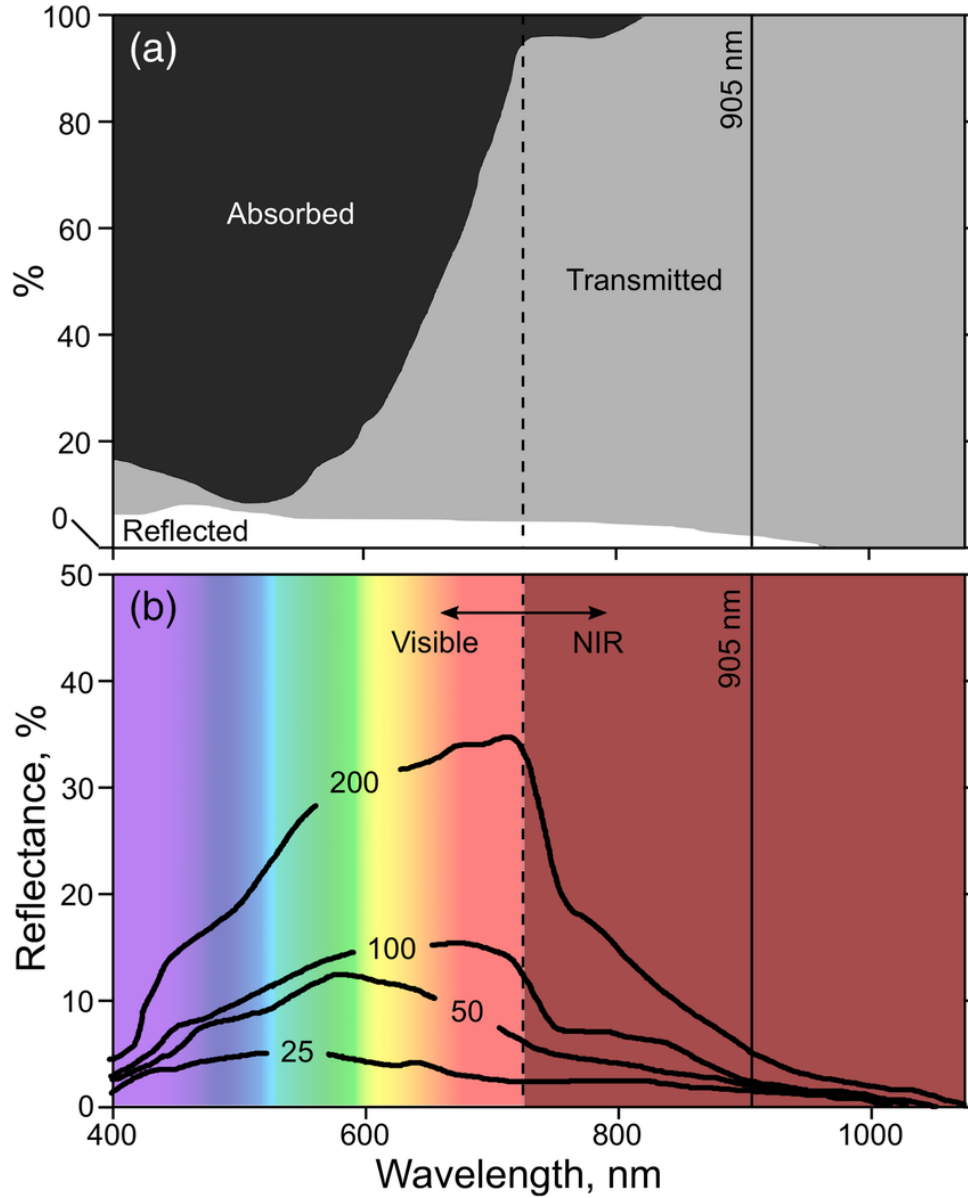 100
(a)
905 nm
80
Absorbed
60
%
Transmitted
40
20
0
Reflected
50
(b)
Visible
NIR
905 nm
40
Reflectance, %
30
200
20
100
10
50
25
0
400
600
800
1000
Wavelength, nm